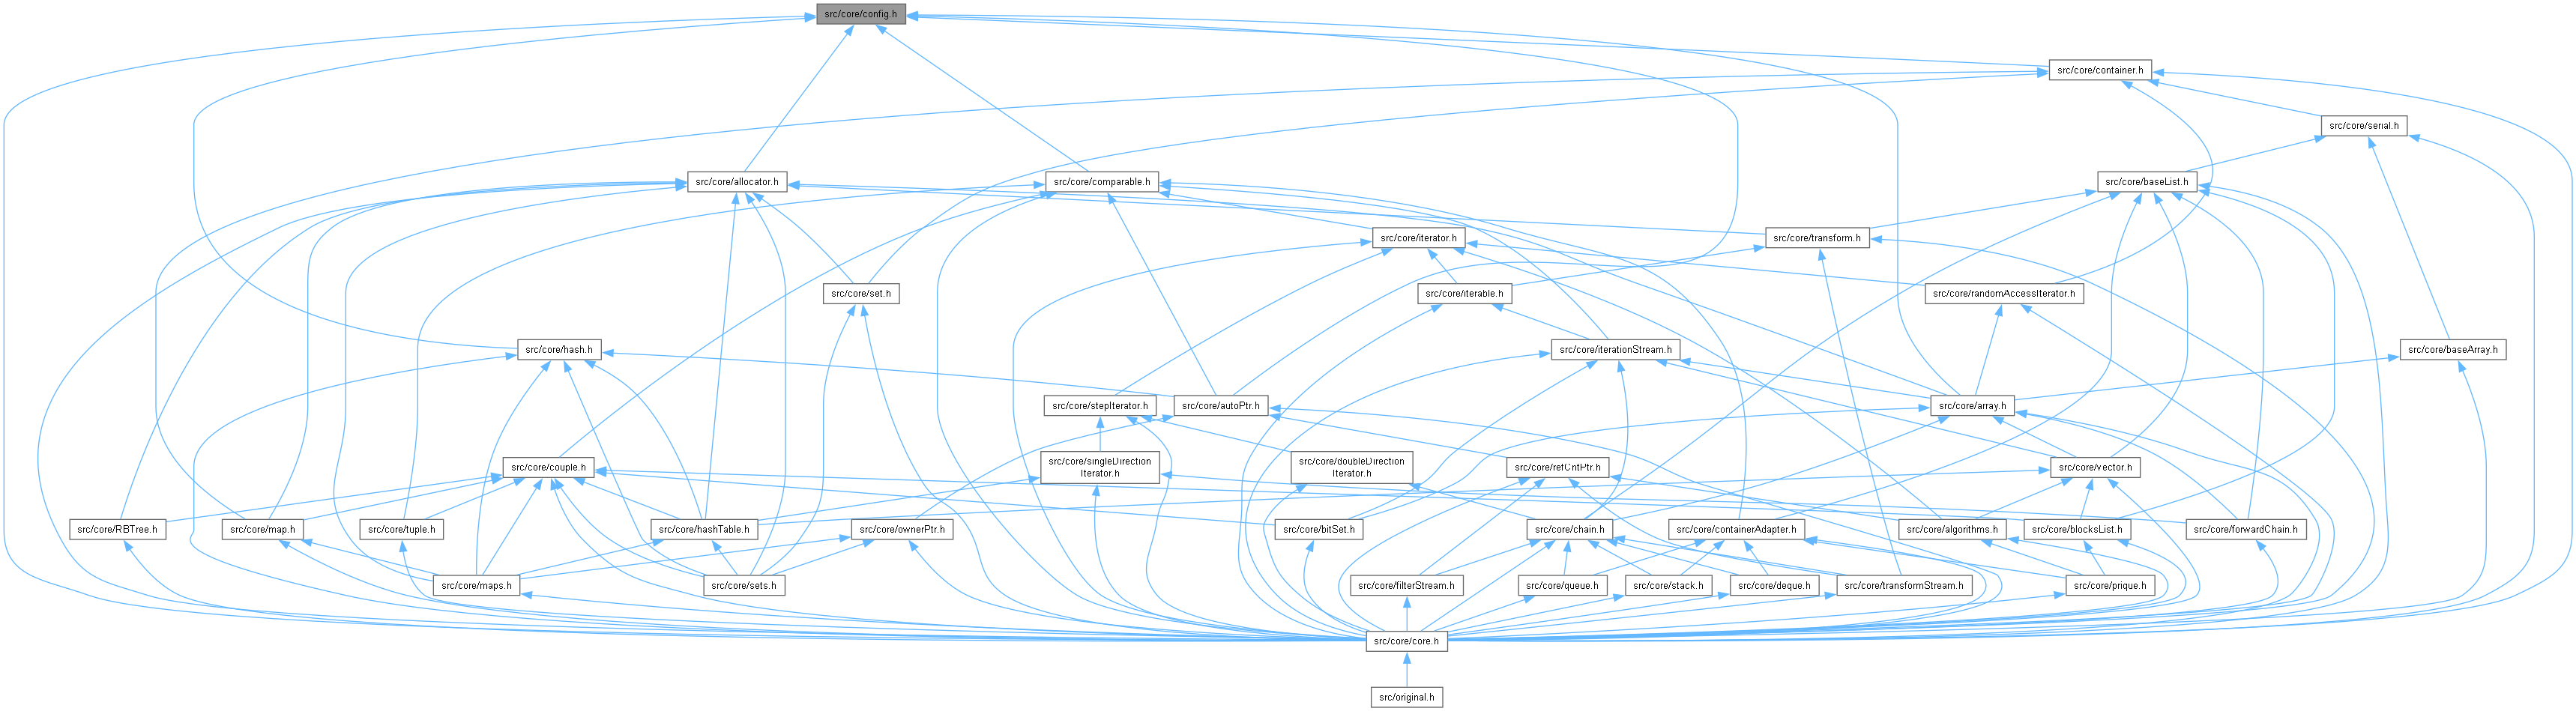 src/core/config.h
src/core/container.h
src/core/serial.h
src/core/allocator.h
src/core/comparable.h
src/core/baseList.h
src/core/iterator.h
src/core/transform.h
src/core/set.h
src/core/iterable.h
src/core/randomAccessIterator.h
src/core/hash.h
src/core/iterationStream.h
src/core/baseArray.h
src/core/stepIterator.h
src/core/autoPtr.h
src/core/array.h
src/core/couple.h
src/core/singleDirection
Iterator.h
src/core/doubleDirection
Iterator.h
src/core/refCntPtr.h
src/core/vector.h
src/core/RBTree.h
src/core/map.h
src/core/tuple.h
src/core/hashTable.h
src/core/ownerPtr.h
src/core/bitSet.h
src/core/chain.h
src/core/containerAdapter.h
src/core/algorithms.h
src/core/blocksList.h
src/core/forwardChain.h
src/core/maps.h
src/core/sets.h
src/core/filterStream.h
src/core/queue.h
src/core/stack.h
src/core/deque.h
src/core/transformStream.h
src/core/prique.h
src/core/core.h
src/original.h